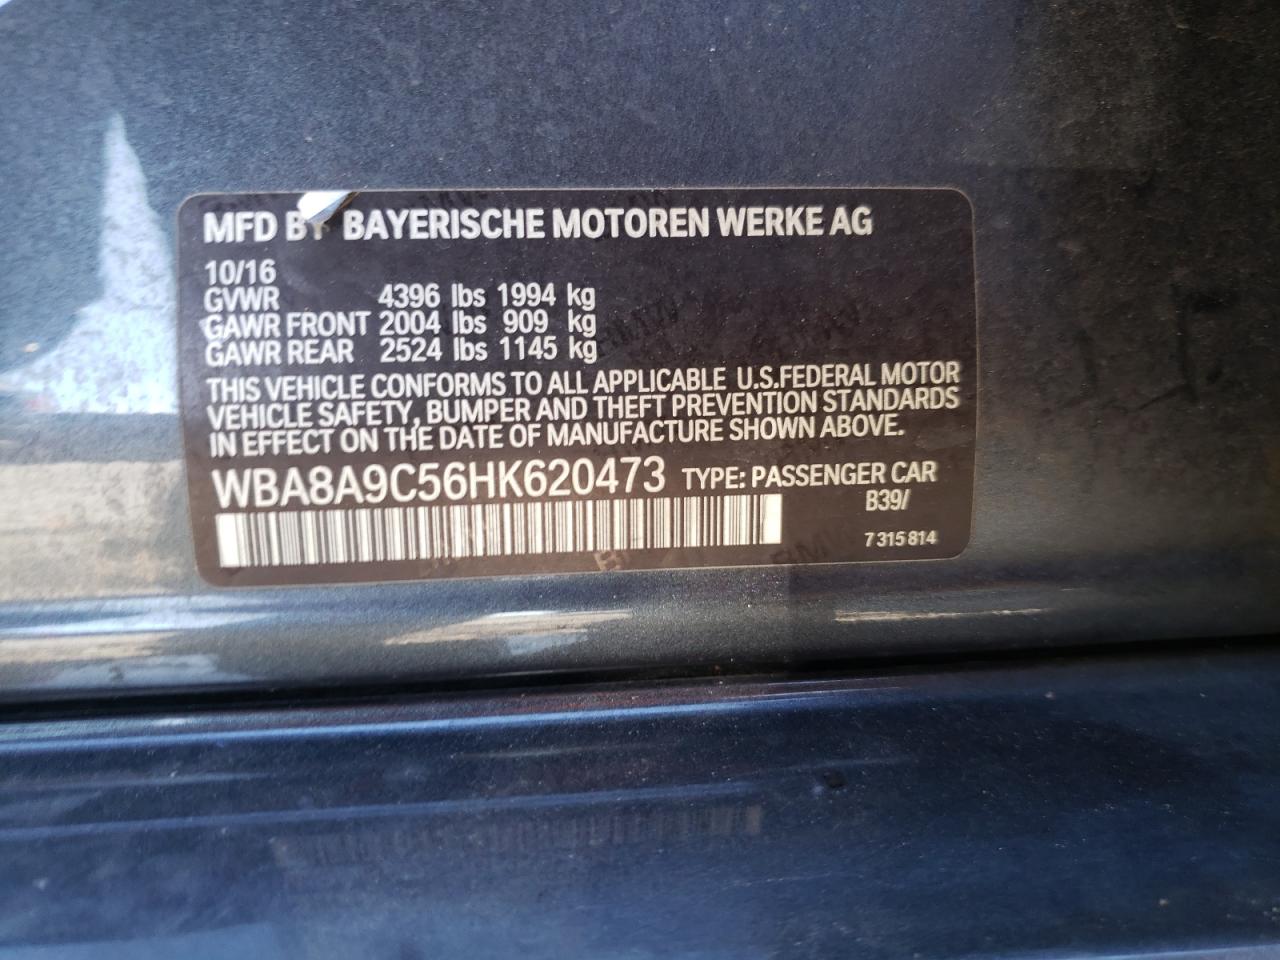 MFD BY BAYERISCHE MOTOREN WERKE AG
10/16
GVWR 4396 lbs 1994 kg
GAWR FRONT 2004 lbs 909 kg
GAWR REAR 2524 lbs 1145 kg
THIS VEHICLE CONFORMS TO ALL APPLICABLE U.S.FEDERAL MOTOR
VEHICLE SAFETY, BUMPER AND THEFT PREVENTION STANDARDS
IN EFFECT ON THE DATE OF MANUFACTURE SHOWN ABOVE.
WBA8A9C56HK620473 TYPE: PASSENGER CAR
B39/
7 315 814